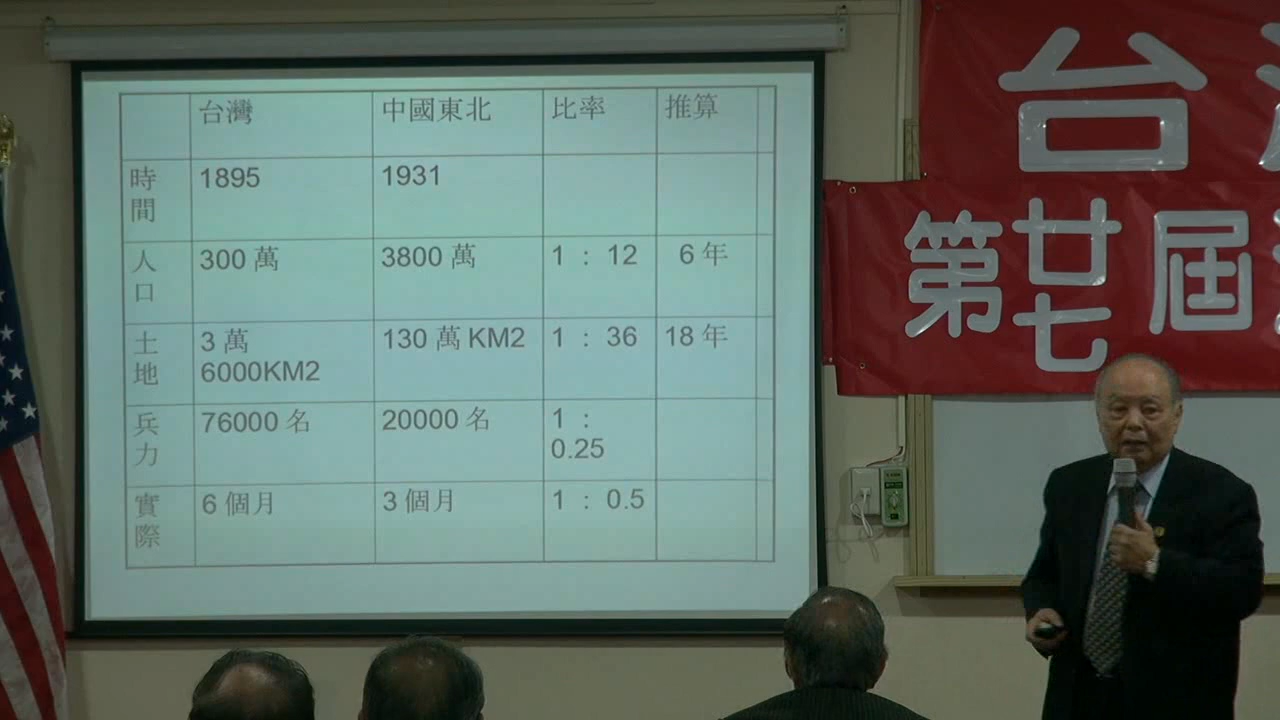 台灣 中國東北 比率 推算
時間 1895 1931
人口 300 萬 3800 萬 1 : 12 6 年
土地 3 萬 6000KM2 130 萬 KM2 1 : 36 18 年
兵力 76000 名 20000 名 1 : 0.25
實際 6 個月 3 個月 1 : 0.5
台
第廿七屆